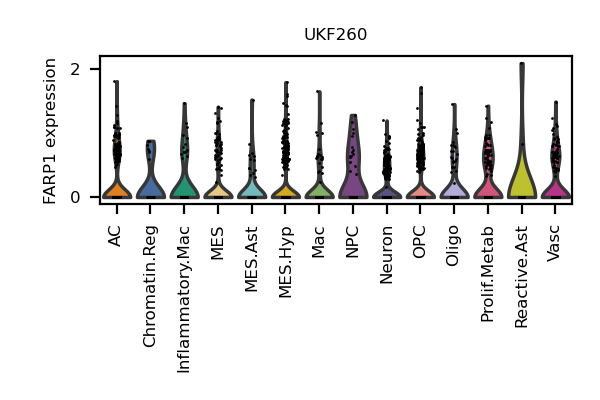 UKF260
FARP1 expression
2
0
AC
Chromatin.Reg
Inflammatory.Mac
MES
MES.Ast
MES.Hyp
Mac
NPC
Neuron
OPC
Oligo
Prolif.Metab
Reactive.Ast
Vasc